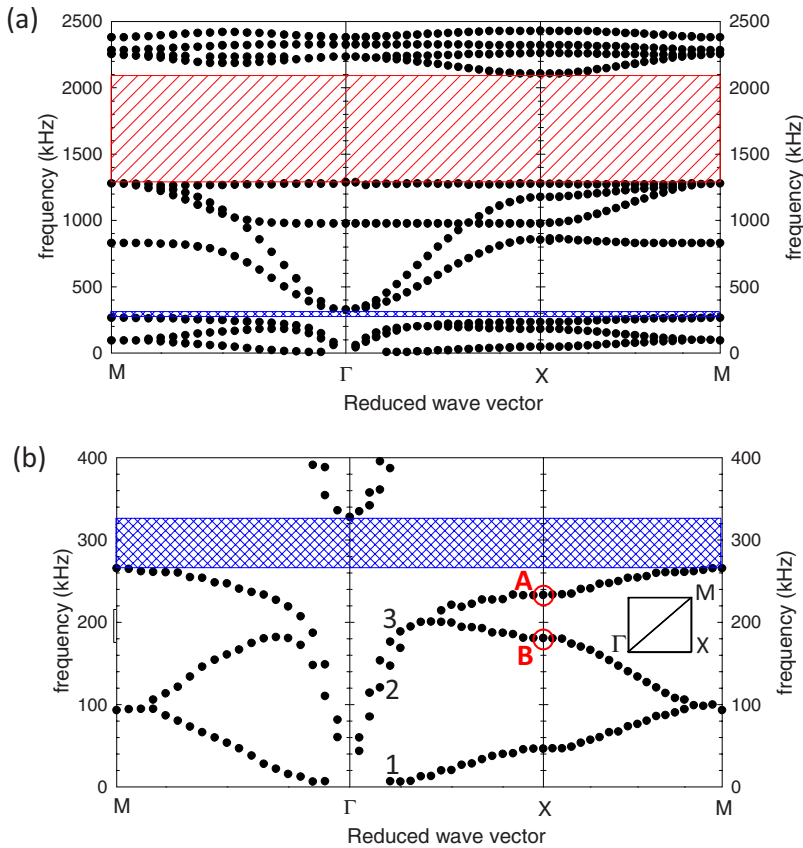 (a)
2500 2500
2000 2000
1500 1500
1000 1000
500 500
0 0
frequency (kHz)
frequency (kHz)
M Γ X M
Reduced wave vector
(b)
400 400
300 300
200 200
100 100
0 0
frequency (kHz)
frequency (kHz)
A
B
3
2
1
M
Γ X
M Γ X M
Reduced wave vector